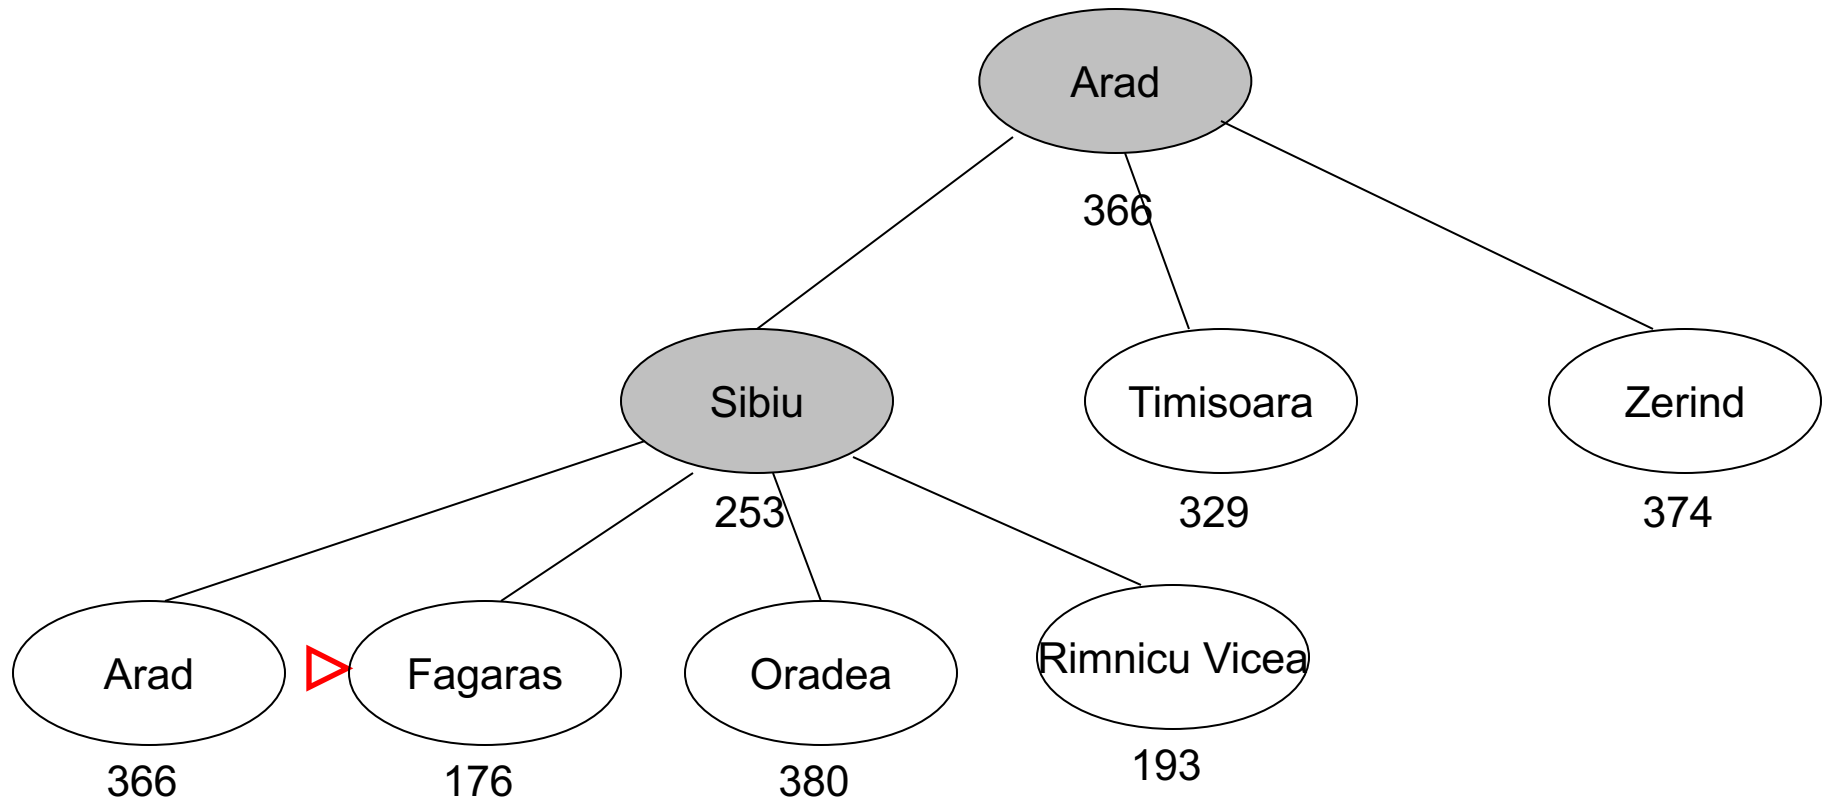 Arad
366
Sibiu
Timisoara
Zerind
253
329
374
Arad
Fagaras
Oradea
Rimnicu Vicea
366
176
380
193